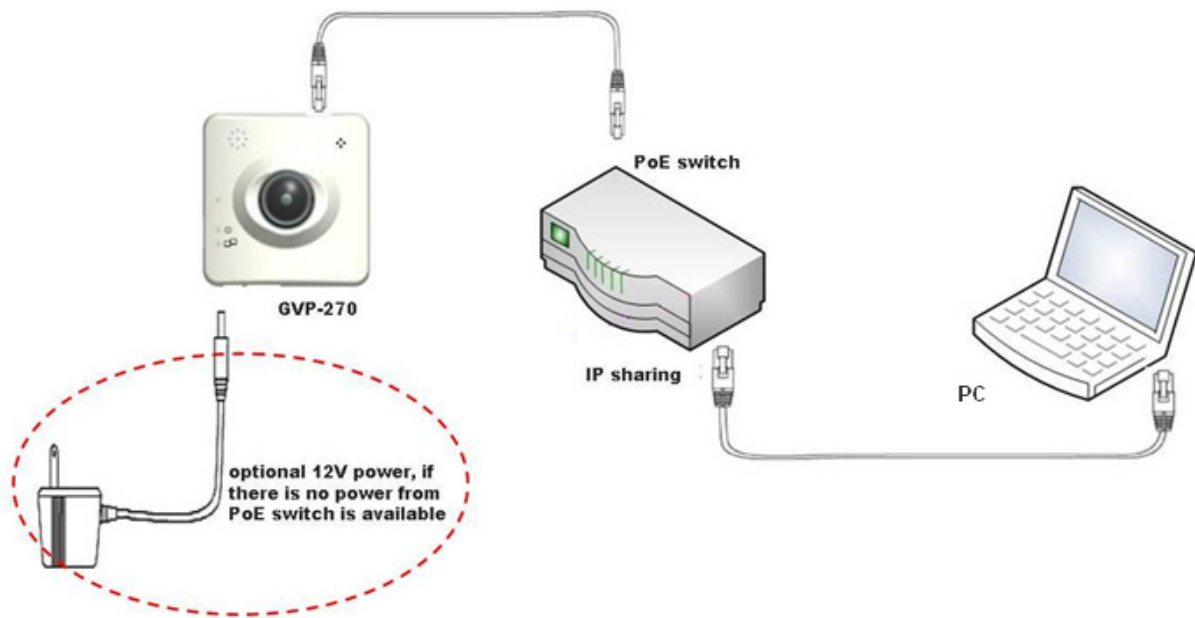 PoE switch
GVP-270
IP sharing
PC
optional 12V power, if
there is no power from
PoE switch is available